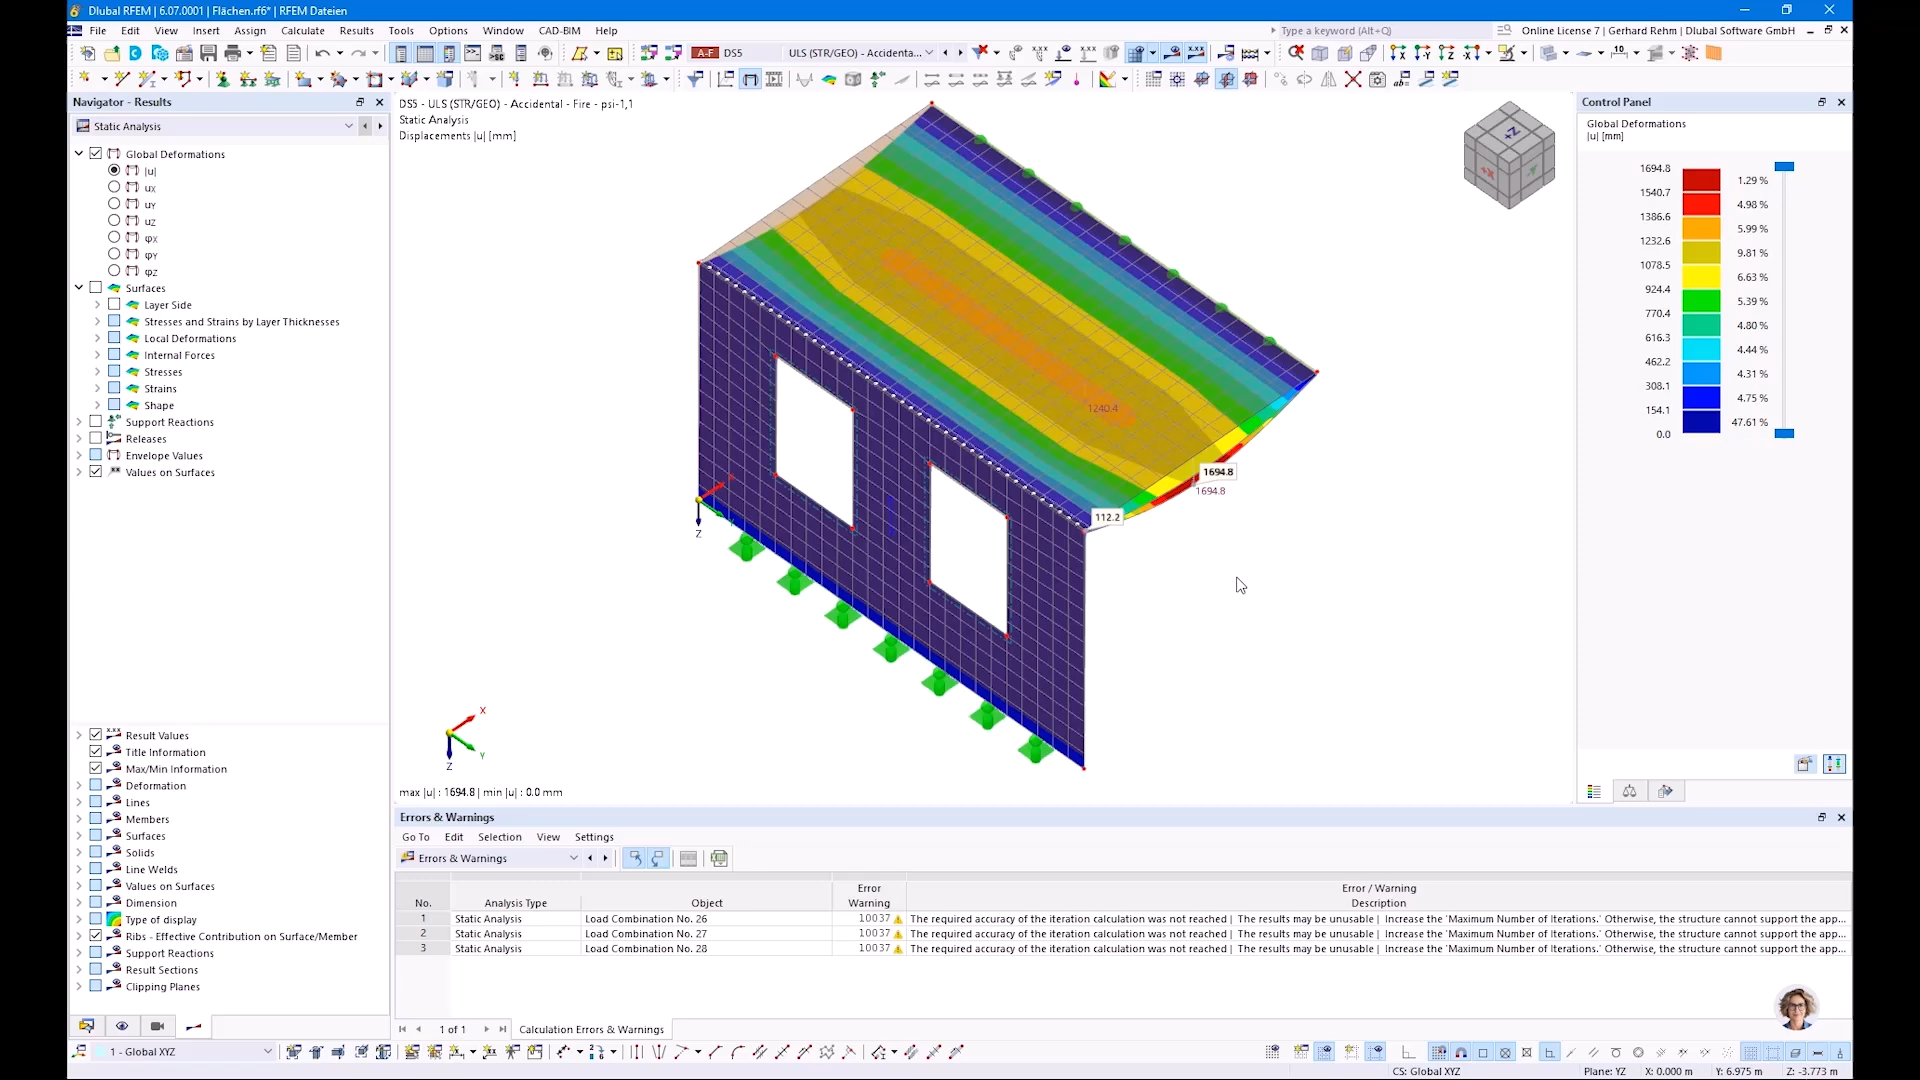 Dlubal RFEM | 6.07.0001 | Flächen.rf6* | RFEM Dateien
File Edit View Insert Assign Calculate Results Tools Options Window CAD-BIM Help
Type a keyword (Alt+Q)
Online License 7 | Gerhard Rehm | Dlubal Software GmbH
A-F DS5 ULS (STR/GEO) - Accidenta...
Navigator - Results
Static Analysis
Global Deformations
|u|
uX
uY
uZ
φX
φY
φZ
Surfaces
Layer Side
Stresses and Strains by Layer Thicknesses
Local Deformations
Internal Forces
Stresses
Strains
Shape
Support Reactions
Releases
Envelope Values
Values on Surfaces
Result Values
Title Information
Max/Min Information
Deformation
Lines
Members
Surfaces
Solids
Line Welds
Values on Surfaces
Dimension
Type of display
Ribs - Effective Contribution on Surface/Member
Support Reactions
Result Sections
Clipping Planes
DS5 - ULS (STR/GEO) - Accidental - Fire - psi-1,1
Static Analysis
Displacements |u| [mm]
+Z
+X
1240.4
1694.8
1694.8
112.2
Z
X
Y
Z
max |u| : 1694.8 | min |u| : 0.0 mm
Control Panel
Global Deformations
|u| [mm]
1694.8
1.29 %
1540.7
4.98 %
1386.6
5.99 %
1232.6
9.81 %
1078.5
6.63 %
924.4
5.39 %
770.4
4.80 %
616.3
4.44 %
462.2
4.31 %
308.1
4.75 %
154.1
47.61 %
0.0
Errors & Warnings
Go To Edit Selection View Settings
Errors & Warnings
No. Analysis Type Object Error Warning Error / Warning Description
1 Static Analysis Load Combination No. 26 10037 The required accuracy of the iteration calculation was not reached | The results may be unusable | Increase the 'Maximum Number of Iterations.' Otherwise, the structure cannot support the app...
2 Static Analysis Load Combination No. 27 10037 The required accuracy of the iteration calculation was not reached | The results may be unusable | Increase the 'Maximum Number of Iterations.' Otherwise, the structure cannot support the app...
3 Static Analysis Load Combination No. 28 10037 The required accuracy of the iteration calculation was not reached | The results may be unusable | Increase the 'Maximum Number of Iterations.' Otherwise, the structure cannot support the app...
1 of 1 Calculation Errors & Warnings
1 - Global XYZ
CS: Global XYZ Plane: YZ X: 0.000 m Y: 6.975 m Z: -3.773 m